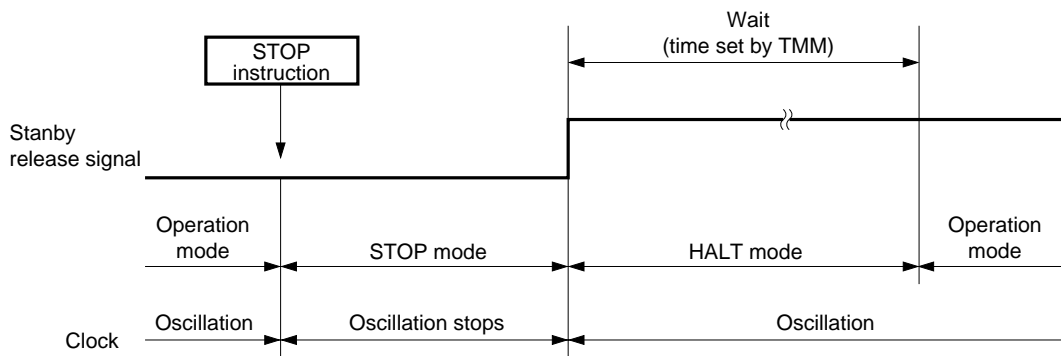 Wait
(time set by TMM)
STOP
instruction
Stanby
release signal
Operation
mode
STOP mode
HALT mode
Operation
mode
Clock
Oscillation
Oscillation stops
Oscillation